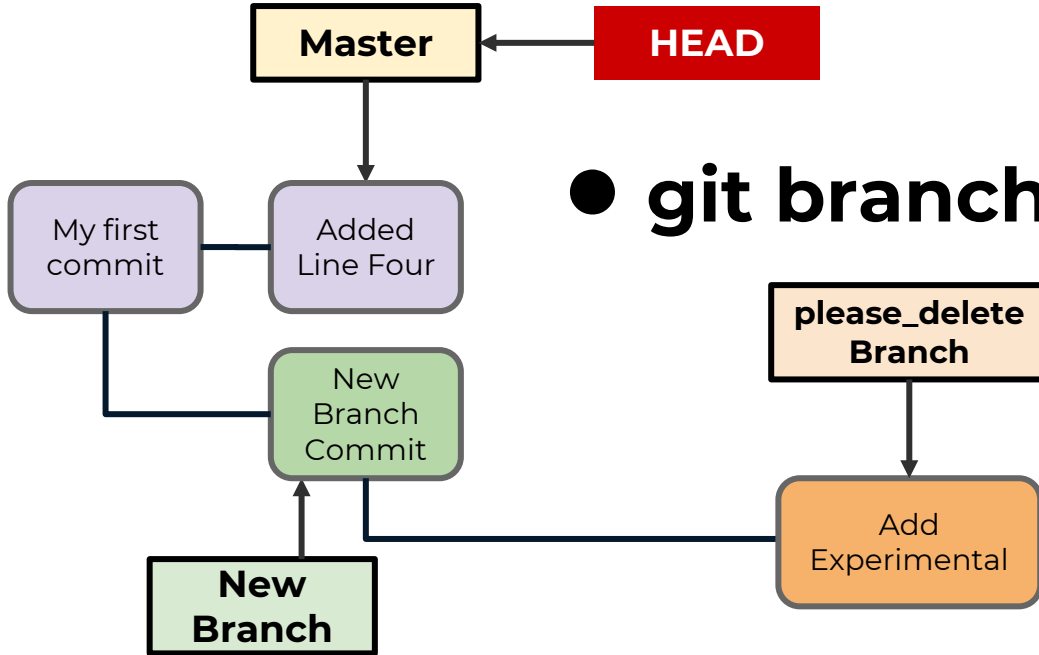 Master
HEAD
● git branch
My first
commit
Added
Line Four
please_delete
Branch
New
Branch
Commit
Add
Experimental
New
Branch